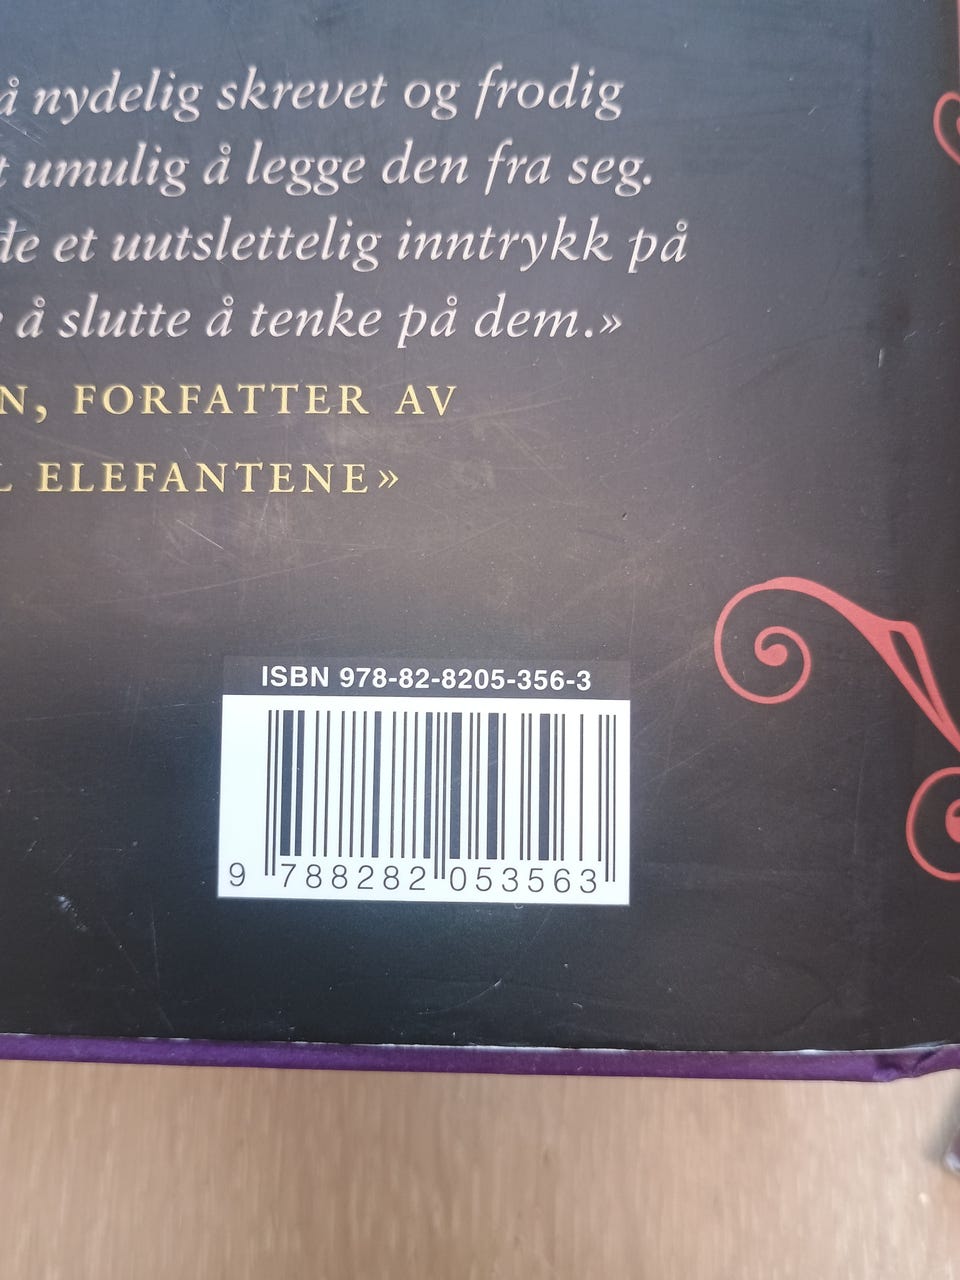 å nydelig skrevet og frodig
umulig å legge den fra seg.
de et uutslettelig inntrykk på
å slutte å tenke på dem.»
N, FORFATTER AV
L ELEFANTENE»
ISBN 978-82-8205-356-3
9 788282 053563